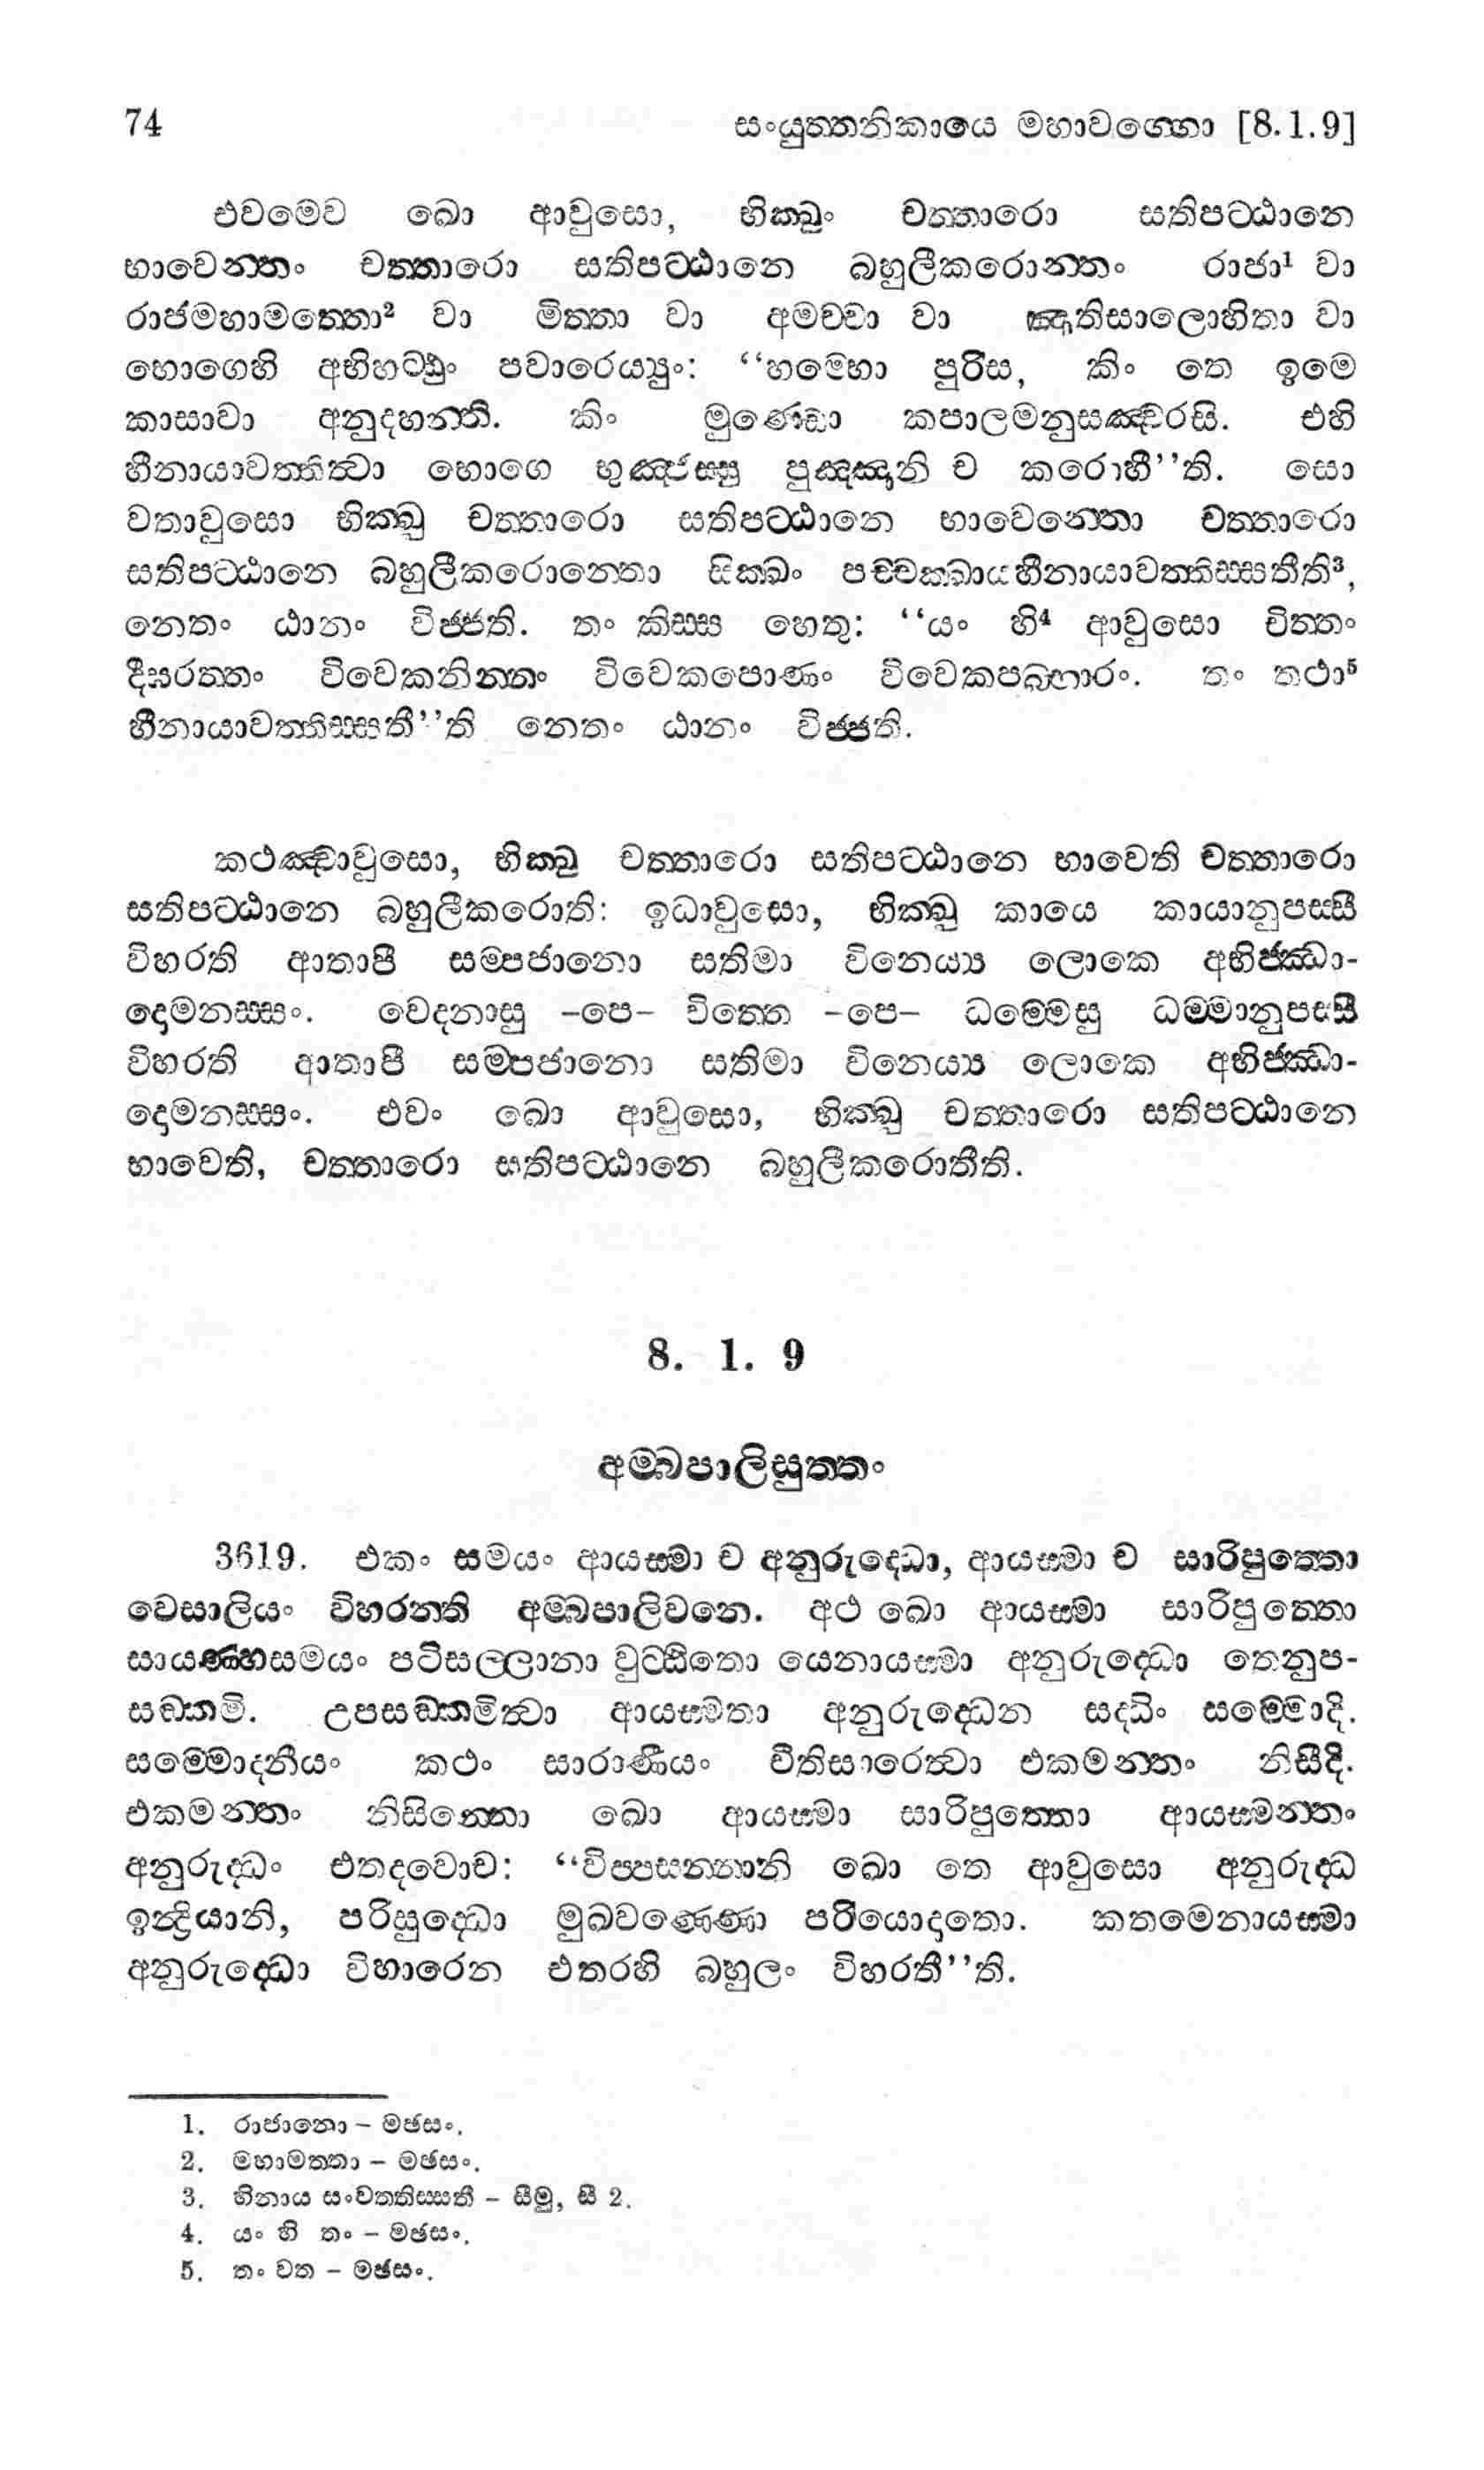 74 සංයුත්තනිකායෙ මහාවග්ගො [8.1.9]
එවමෙව ඛො ආවුසො, භික්ඛුං චත්තාරො සතිපට්ඨානෙ
භාවෙන්තං චත්තාරො සතිපට්ඨානෙ බහුලීකරොන්තං රාජා¹ වා
රාජමහාමත්තො² වා මිත්තා වා අමච්චා වා ඤාතිසාලොහිතා වා
භොගෙහි අභිහට්ඨුං පවාරෙය්‍යුං: “හම්භො පුරිස, කිං තෙ ඉමෙ
කාසාවා අනුදහන්ති. කිං මුණ්ඩො කපාලමනුසඤ්චරසි. එහි
හීනායාවත්තිත්වා භොගෙ භුඤ්ජස්සු පුඤ්ඤානි ච කරොහී”ති. සො
වතාවුසො භික්ඛු චත්තාරො සතිපට්ඨානෙ භාවෙන්තො චත්තාරො
සතිපට්ඨානෙ බහුලීකරොන්තො සික්ඛං පච්චක්ඛායහීනායාවත්තිස්සතීති³,
නෙතං ඨානං විජ්ජති. තං කිස්ස හෙතු: “යං හි⁴ ආවුසො චිත්තං
දීඝරත්තං විවෙකනින්නං විවෙකපොණං විවෙකපබ්භාරං. තං තථා⁵
හීනායාවත්තිස්සතී”ති නෙතං ඨානං විජ්ජති.
කථඤ්චාවුසො, භික්ඛු චත්තාරො සතිපට්ඨානෙ භාවෙති චත්තාරො
සතිපට්ඨානෙ බහුලීකරොති: ඉධාවුසො, භික්ඛු කායෙ කායානුපස්සී
විහරති ආතාපී සම්පජානො සතිමා විනෙය්‍ය ලොකෙ අභිජ්ඣා-
දොමනස්සං. වෙදනාසු –පෙ– චිත්තෙ –පෙ– ධම්මෙසු ධම්මානුපස්සී
විහරති ආතාපී සම්පජානො සතිමා විනෙය්‍ය ලොකෙ අභිජ්ඣා-
දොමනස්සං. එවං ඛො ආවුසො, භික්ඛු චත්තාරො සතිපට්ඨානෙ
භාවෙති, චත්තාරො සතිපට්ඨානෙ බහුලීකරොතීති.
8. 1. 9
අම්බපාලිසුත්තං
3619. එකං සමයං ආයස්මා ච අනුරුද්ධො, ආයස්මා ච සාරිපුත්තො
වෙසාලියං විහරන්ති අම්බපාලිවනෙ. අථ ඛො ආයස්මා සාරිපුත්තො
සායණ්හසමයං පටිසල්ලානා වුට්ඨිතො යෙනායස්මා අනුරුද්ධො තෙනුප-
සඞ්කමි. උපසඞ්කමිත්වා ආයස්මතා අනුරුද්ධෙන සද්ධිං සම්මොදි.
සම්මොදනීයං කථං සාරාණීයං වීතිසාරෙත්වා එකමන්තං නිසීදි.
එකමන්තං නිසින්නො ඛො ආයස්මා සාරිපුත්තො ආයස්මන්තං
අනුරුද්ධං එතදවොච: “විප්පසන්නානි ඛො තෙ ආවුසො අනුරුද්ධ
ඉන්ද්‍රියානි, පරිසුද්ධො මුඛවණ්ණො පරියොදාතො. කතමෙනායස්මා
අනුරුද්ධො විහාරෙන එතරහි බහුලං විහරතී”ති.
1. රාජානො – මඡසං.
2. මහාමත්තා – මඡසං.
3. හිනාය සංවත්තිස්සතී – සීමු, සී 2.
4. යං හි තං – මඡසං.
5. තං වත – මඡසං.